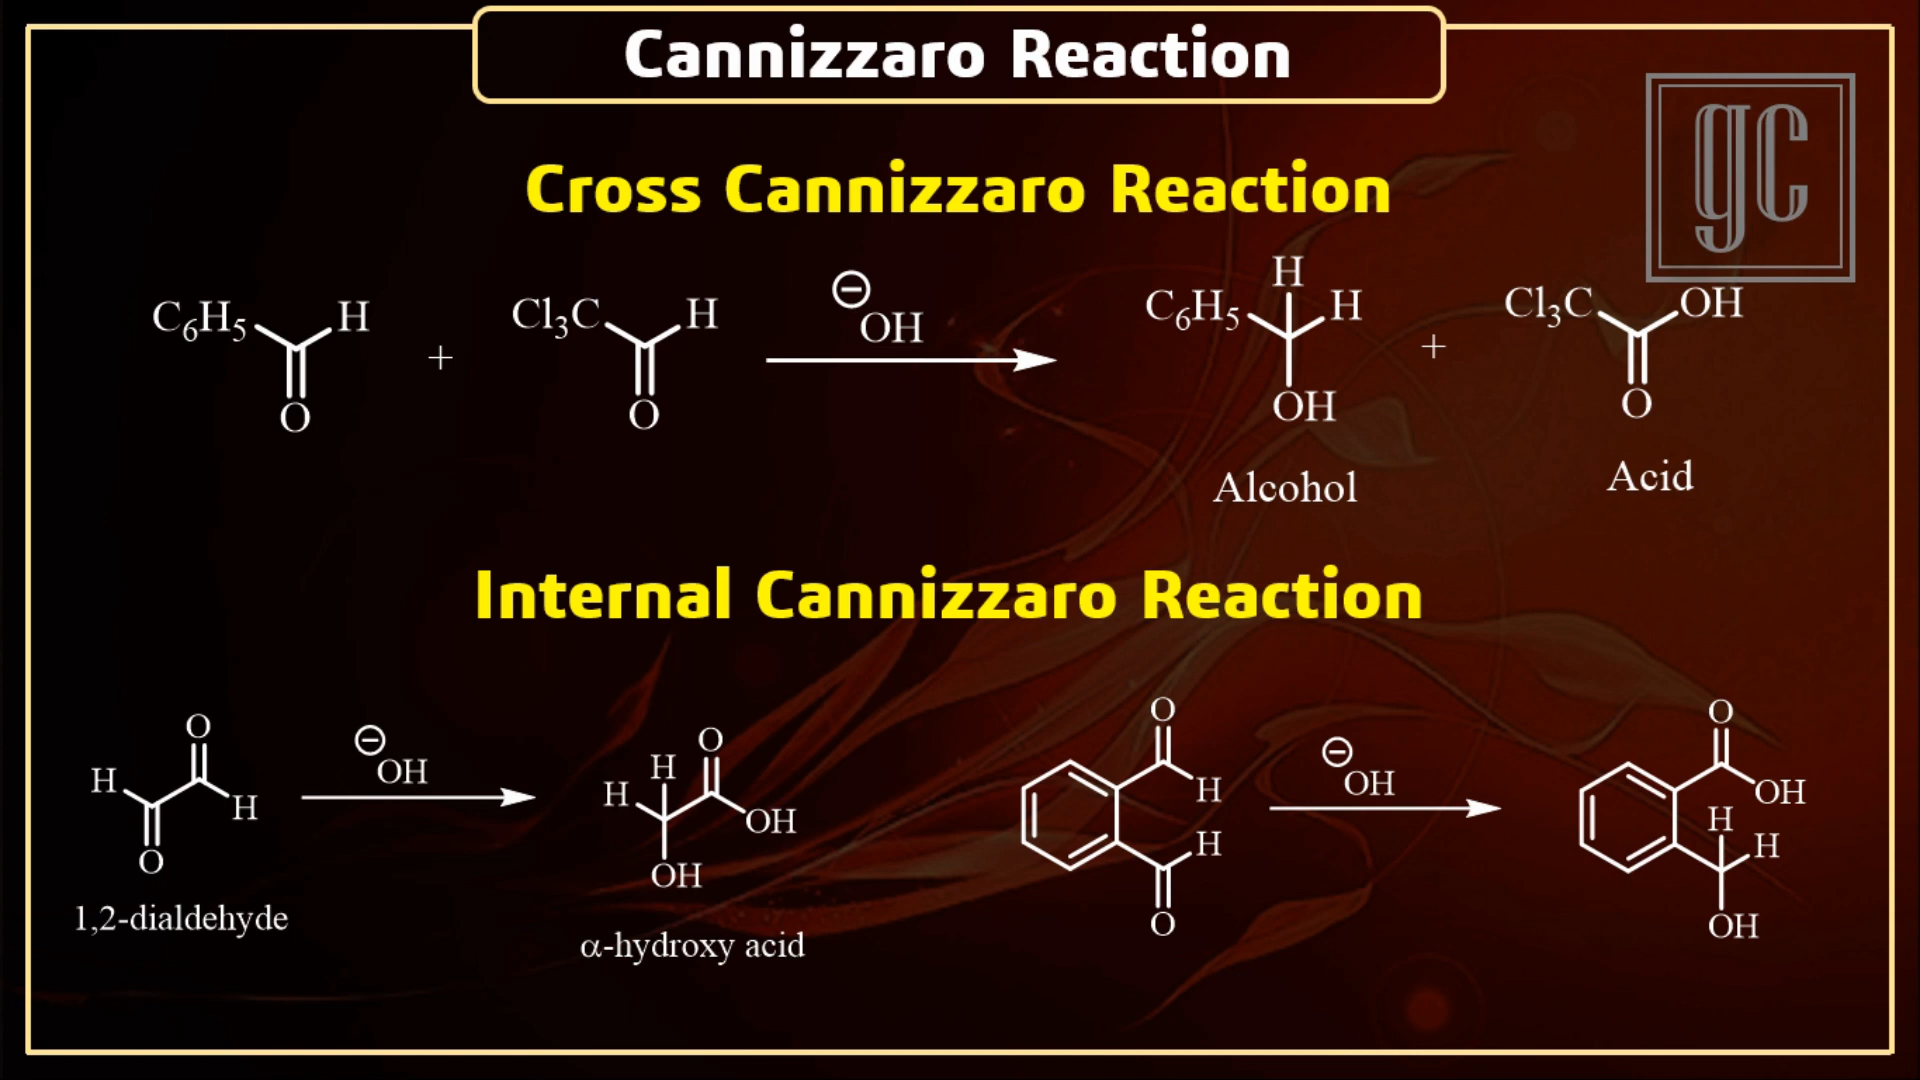 Cannizzaro Reaction
gc
Cross Cannizzaro Reaction
C₆H₅ H O + Cl₃C H O ⊖OH C₆H₅ H H OH + Cl₃C OH O
Alcohol Acid
Internal Cannizzaro Reaction
H O H O ⊖OH H H O OH OH O H H O ⊖OH O OH H H OH
1,2-dialdehyde
α-hydroxy acid